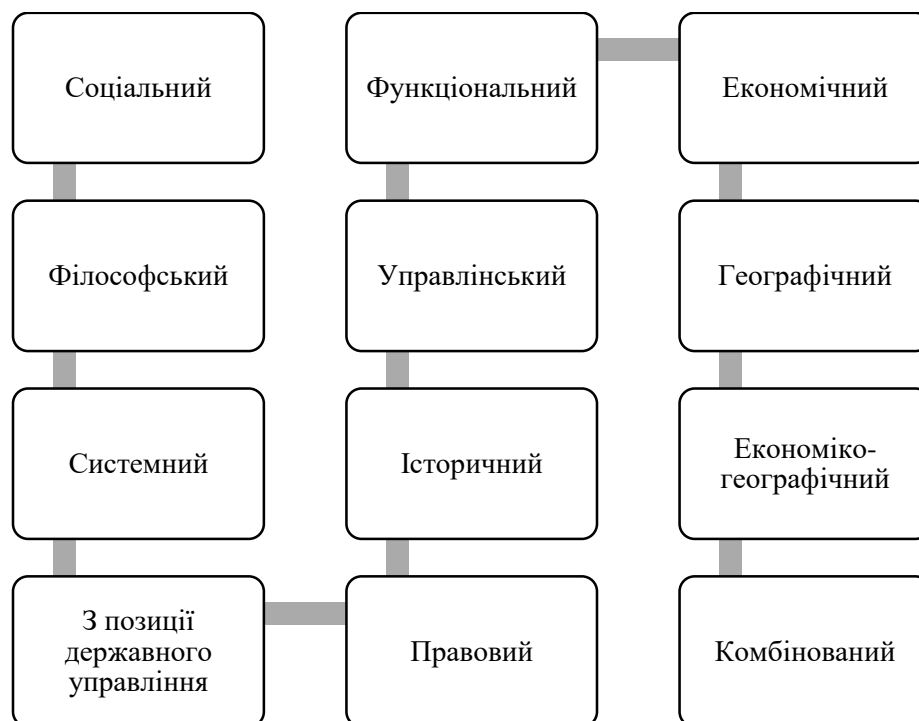 Соціальний
Філософський
Системний
З позиції
державного
управління
Правовий
Історичний
Управлінський
Функціональний
Економічний
Географічний
Економіко-
географічний
Комбінований